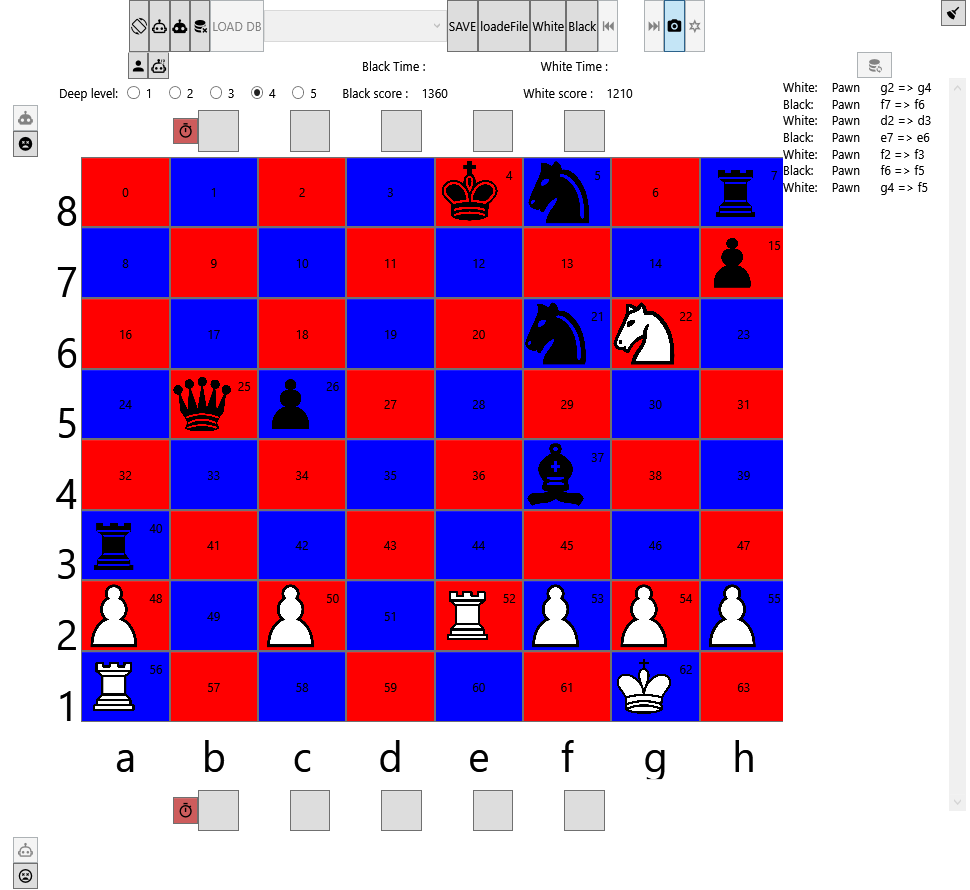 LOAD DB SAVE loadeFile White Black
Black Time : White Time :
Deep level: 1 2 3 4 5 Black score : 1360 White score : 1210
White: Pawn g2 => g4
Black: Pawn f7 => f6
White: Pawn d2 => d3
Black: Pawn e7 => e6
White: Pawn f2 => f3
Black: Pawn f6 => f5
White: Pawn g4 => f5
8 0 1 2 3 4 5 6 7
7 8 9 10 11 12 13 14 15
6 16 17 18 19 20 21 22 23
5 24 25 26 27 28 29 30 31
4 32 33 34 35 36 37 38 39
3 40 41 42 43 44 45 46 47
2 48 49 50 51 52 53 54 55
1 56 57 58 59 60 61 62 63
a b c d e f g h